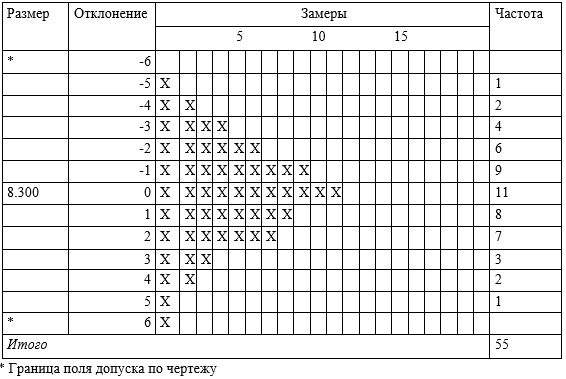 Размер Отклонение Замеры Частота
5 10 15
* -6
-5 X 1
-4 X X 2
-3 X X X X 4
-2 X X X X X X 6
-1 X X X X X X X X X 9
8.300 0 X X X X X X X X X X X 11
1 X X X X X X X X 8
2 X X X X X X X 7
3 X X X 3
4 X X 2
5 X 1
* 6 X
Итого 55
* Граница поля допуска по чертежу